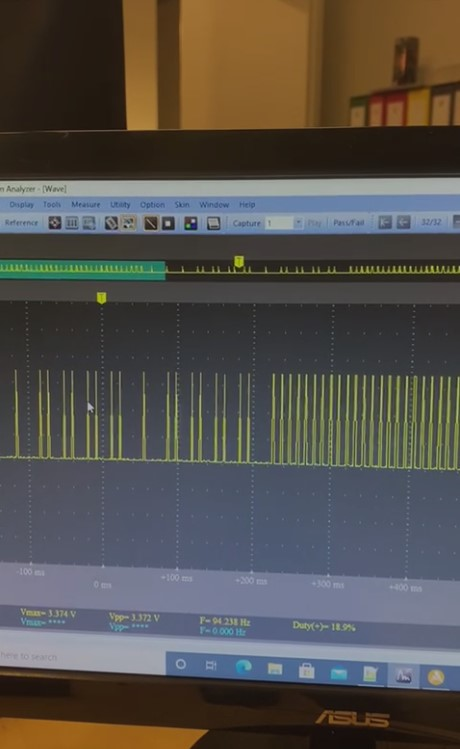 Analyzer - [Wave]
Display Tools Measure Utility Option Skin Window Help
Reference Capture 1 Play Pass/Fail 32/32
T
T
-100 ms 0 ms +100 ms +200 ms +300 ms +400 ms
Vmax= 3.374 V Vpp= 3.372 V F= 94.238 Hz Duty(+)= 18.9%
Vmax= **** Vpp= **** F= 0.000 Hz
here to search
ASUS